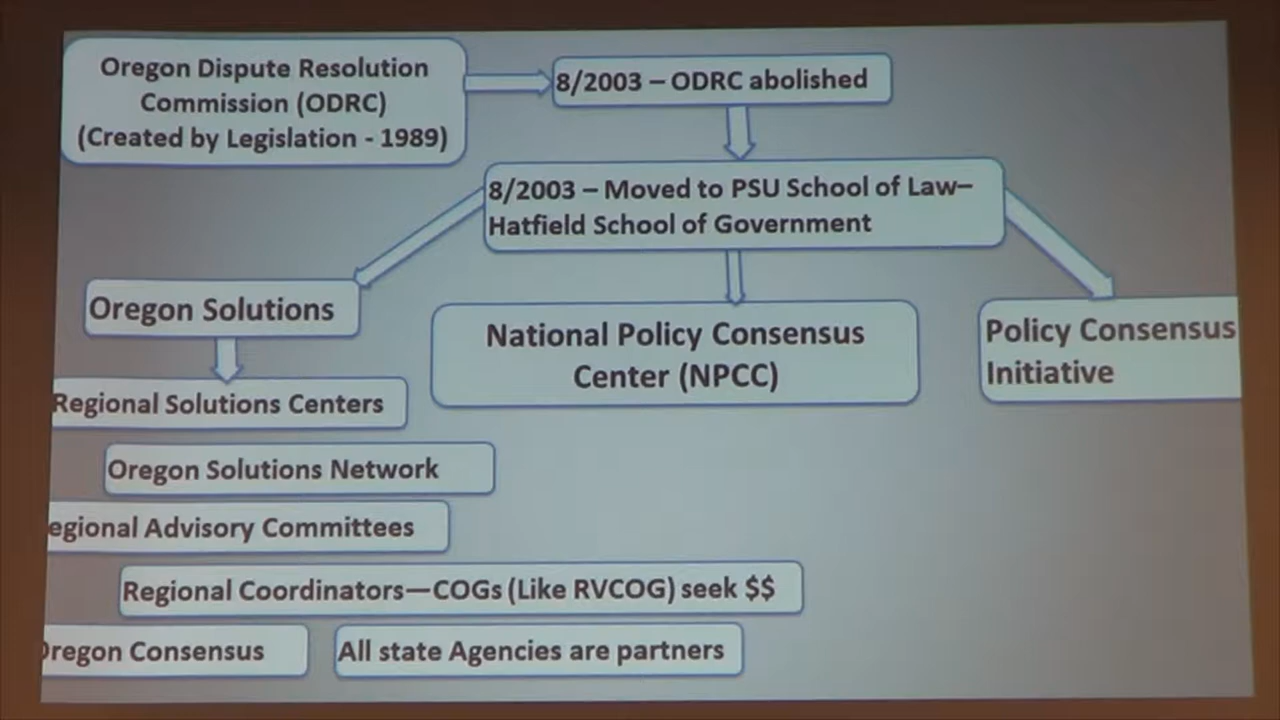 Oregon Dispute Resolution
Commission (ODRC)
(Created by Legislation - 1989)
8/2003 – ODRC abolished
8/2003 – Moved to PSU School of Law–
Hatfield School of Government
Oregon Solutions
National Policy Consensus
Center (NPCC)
Policy Consensus
Initiative
Regional Solutions Centers
Oregon Solutions Network
egional Advisory Committees
Regional Coordinators—COGs (Like RVCOG) seek $$
Oregon Consensus
All state Agencies are partners